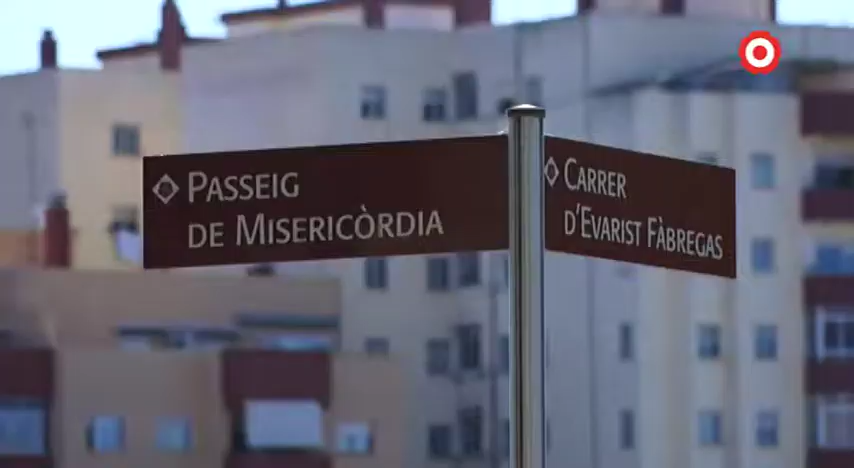 PASSEIG
DE MISERICÒRDIA
CARRER
D'EVARIST FÀBREGAS